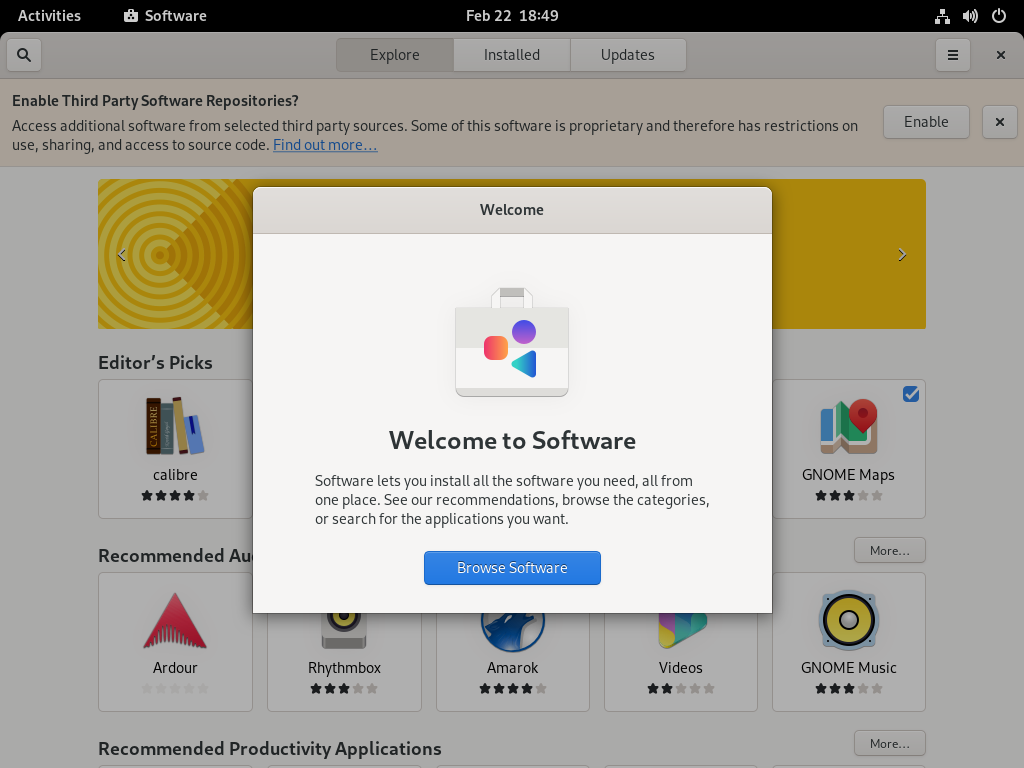 Activities Software Feb 22 18:49
Explore Installed Updates
Enable Third Party Software Repositories?
Access additional software from selected third party sources. Some of this software is proprietary and therefore has restrictions on
use, sharing, and access to source code. Find out more…
Enable
Welcome
Welcome to Software
Software lets you install all the software you need, all from
one place. See our recommendations, browse the categories,
or search for the applications you want.
Browse Software
Editor’s Picks
CALIBRE
calibre
GNOME Maps
Recommended Au
More…
Ardour
Rhythmbox
Amarok
Videos
GNOME Music
Recommended Productivity Applications
More…